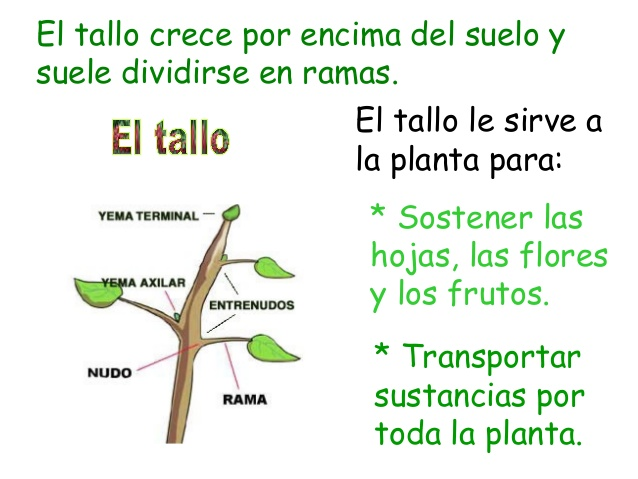 El tallo crece por encima del suelo y
suele dividirse en ramas.
El tallo
El tallo le sirve a
la planta para:
* Sostener las
hojas, las flores
y los frutos.
* Transportar
sustancias por
toda la planta.
YEMA TERMINAL
YEMA AXILAR
ENTRENUDOS
NUDO
RAMA